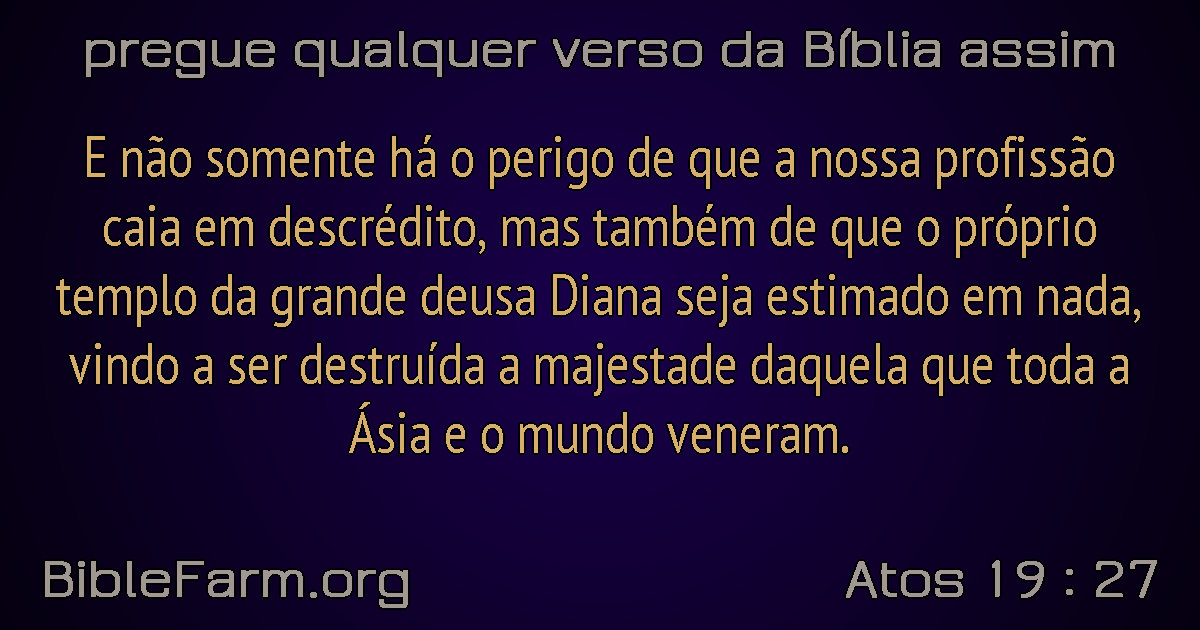 pregue qualquer verso da Bíblia assim
E não somente há o perigo de que a nossa profissão
caia em descrédito, mas também de que o próprio
templo da grande deusa Diana seja estimado em nada,
vindo a ser destruída a majestade daquela que toda a
Ásia e o mundo veneram.
BibleFarm.org
Atos 19 : 27